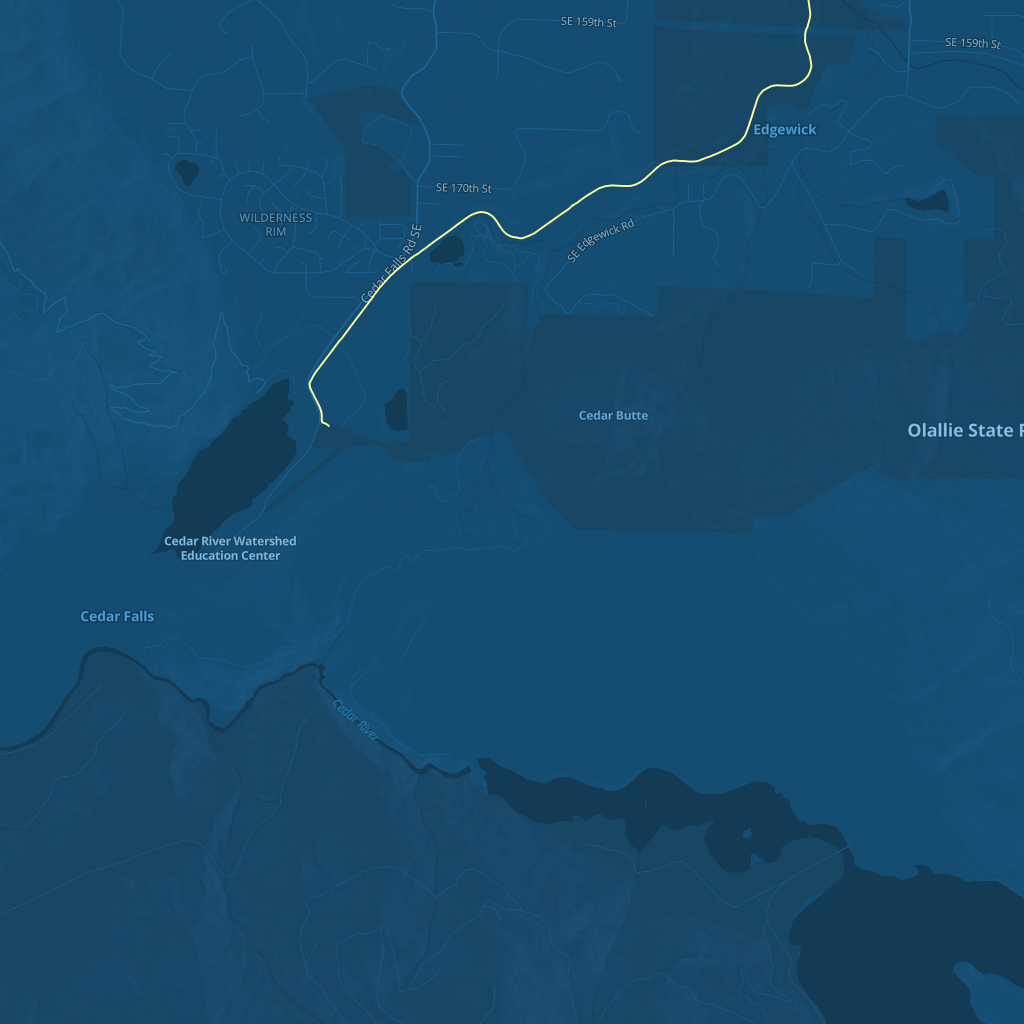 SE 159th St
SE 159th St
Edgewick
SE 170th St
WILDERNESS
RIM
SE Edgewick Rd
Cedar Falls Rd SE
Cedar Butte
Olallie State
Cedar River Watershed
Education Center
Cedar Falls
Cedar River